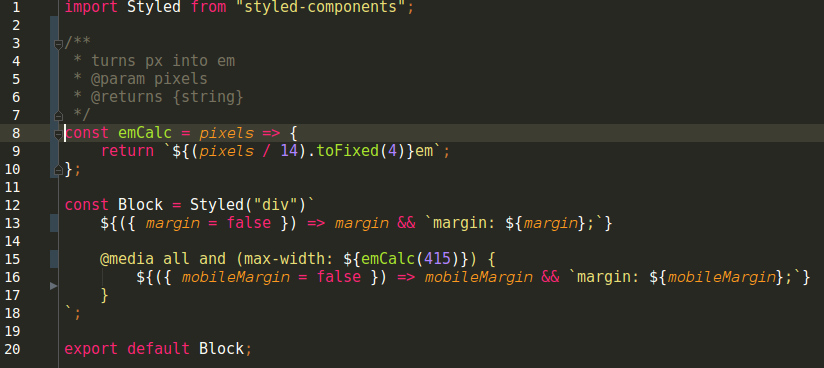 1 import Styled from "styled-components";
2
3 /**
4  * turns px into em
5  * @param pixels
6  * @returns {string}
7  */
8 const emCalc = pixels => {
9     return `${(pixels / 14).toFixed(4)}em`;
10 };
11
12 const Block = Styled("div")`
13     ${({ margin = false }) => margin && `margin: ${margin};`}
14
15     @media all and (max-width: ${emCalc(415)}) {
16         ${({ mobileMargin = false }) => mobileMargin && `margin: ${mobileMargin};`}
17     }
18 `;
19
20 export default Block;